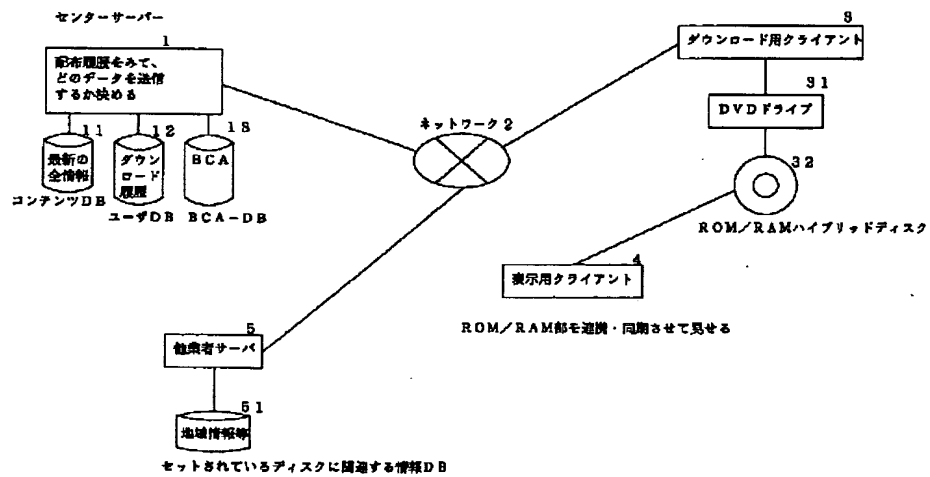 センターサーバー
1
配布履歴をみて、
どのデータを送信
するか決める
11
最新の
全情報
コンテンツDB
12
ダウン
ロード
履歴
ユーザDB
13
BCA
BCA-DB
ネットワーク2
3
ダウンロード用クライアント
31
DVDドライブ
32
ROM/RAMハイブリッドディスク
4
表示用クライアント
ROM/RAM部を連携・同期させて見せる
5
他業者サーバ
51
地域情報等
セットされているディスクに関連する情報DB